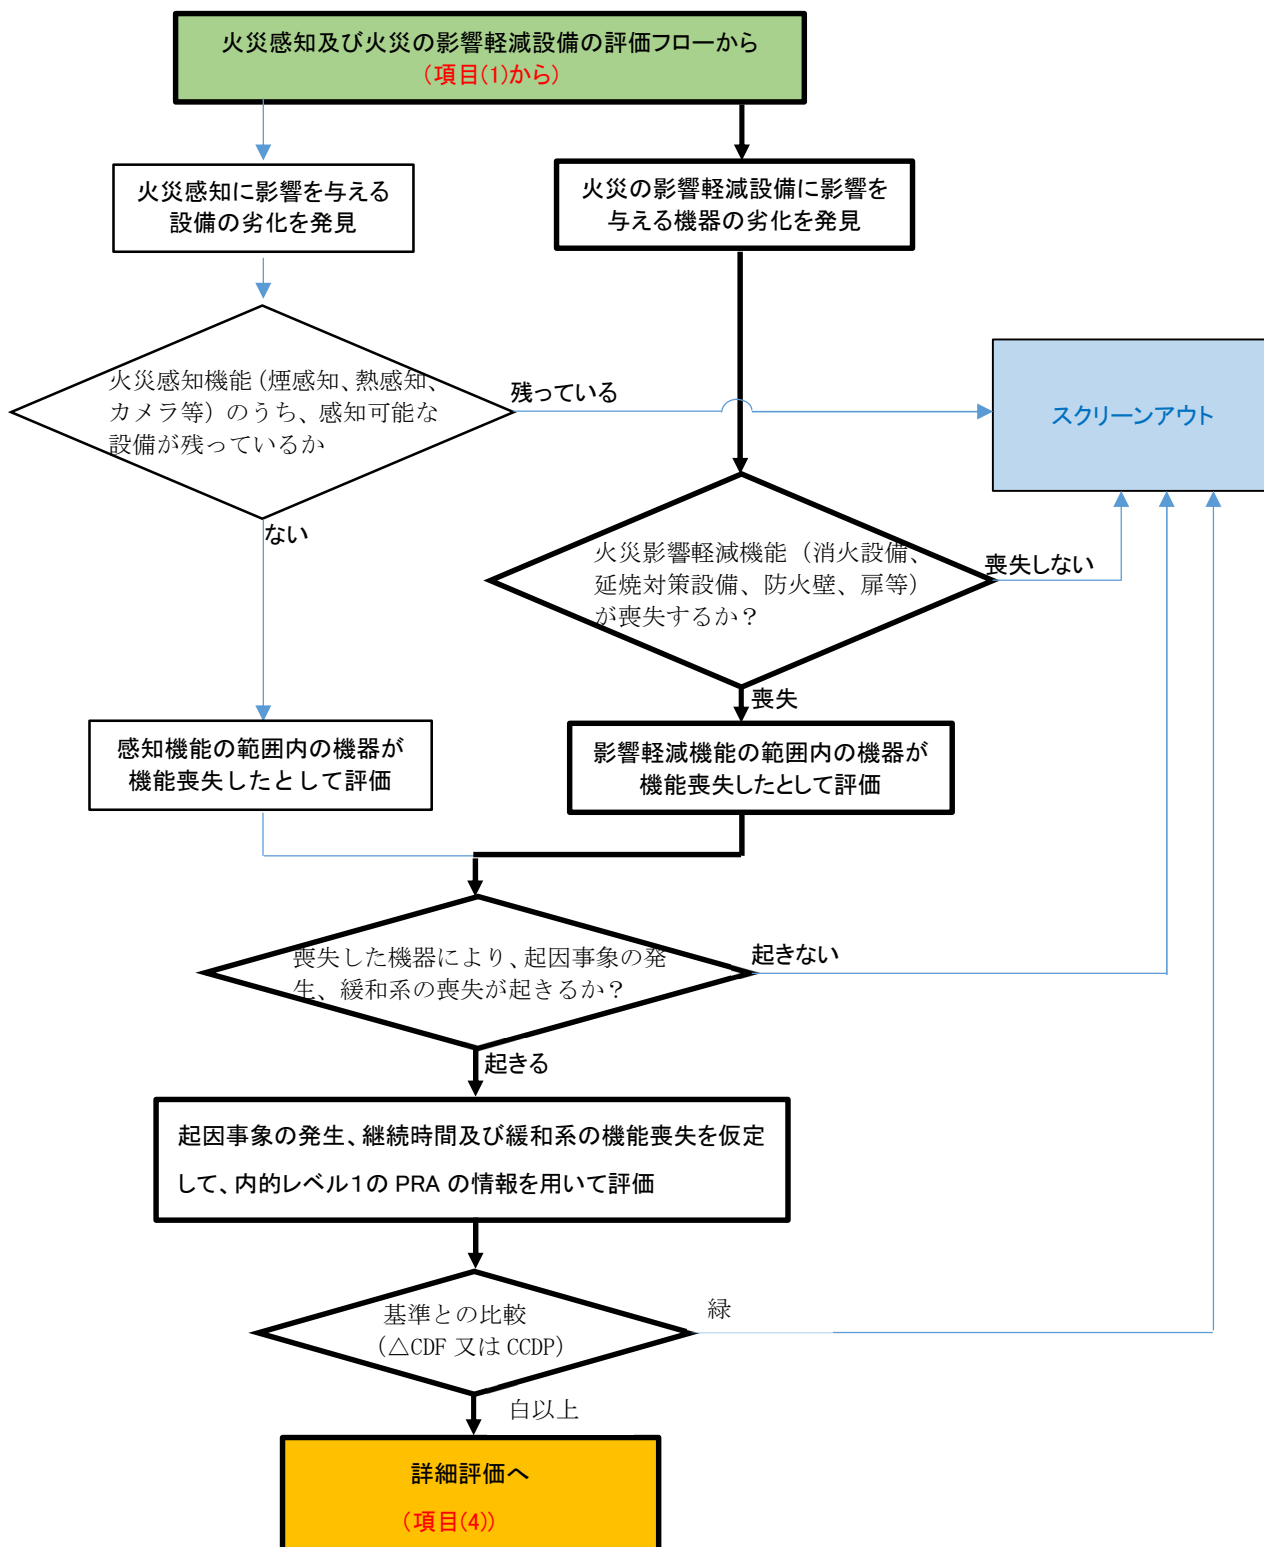 火災感知及び火災の影響軽減設備の評価フローから
(項目(1)から)
火災感知に影響を与える
設備の劣化を発見
火災の影響軽減設備に影響を
与える機器の劣化を発見
火災感知機能(煙感知、熱感知、
カメラ等)のうち、感知可能な
設備が残っているか
残っている
スクリーンアウト
ない
火災影響軽減機能(消火設備、
延焼対策設備、防火壁、扉等)
が喪失するか?
喪失しない
喪失
感知機能の範囲内の機器が
機能喪失したとして評価
影響軽減機能の範囲内の機器が
機能喪失したとして評価
喪失した機器により、起因事象の発
生、緩和系の喪失が起きるか?
起きない
起きる
起因事象の発生、継続時間及び緩和系の機能喪失を仮定
して、内的レベル1の PRA の情報を用いて評価
基準との比較
(△CDF 又は CCDP)
緑
白以上
詳細評価へ
(項目(4))